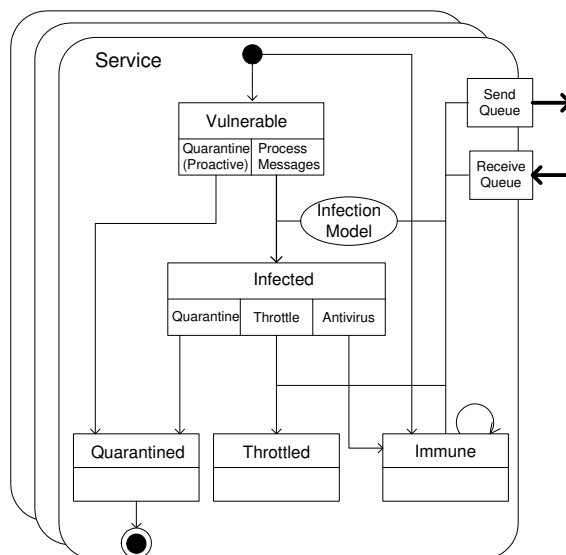 Service
Send
Queue
Vulnerable
Quarantine
(Proactive)
Process
Messages
Receive
Queue
Infection
Model
Infected
Quarantine
Throttle
Antivirus
Quarantined
Throttled
Immune